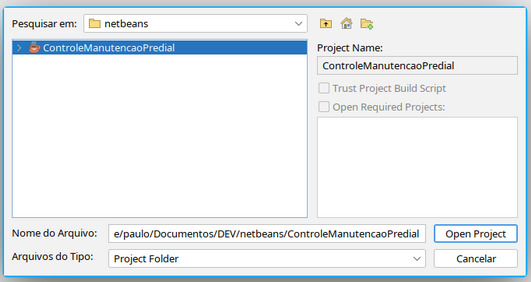 Pesquisar em: netbeans
ControleManutencaoPredial
Project Name:
ControleManutencaoPredial
Trust Project Build Script
Open Required Projects:
Nome do Arquivo: e/paulo/Documentos/DEV/netbeans/ControleManutencaoPredial Open Project
Arquivos do Tipo: Project Folder Cancelar